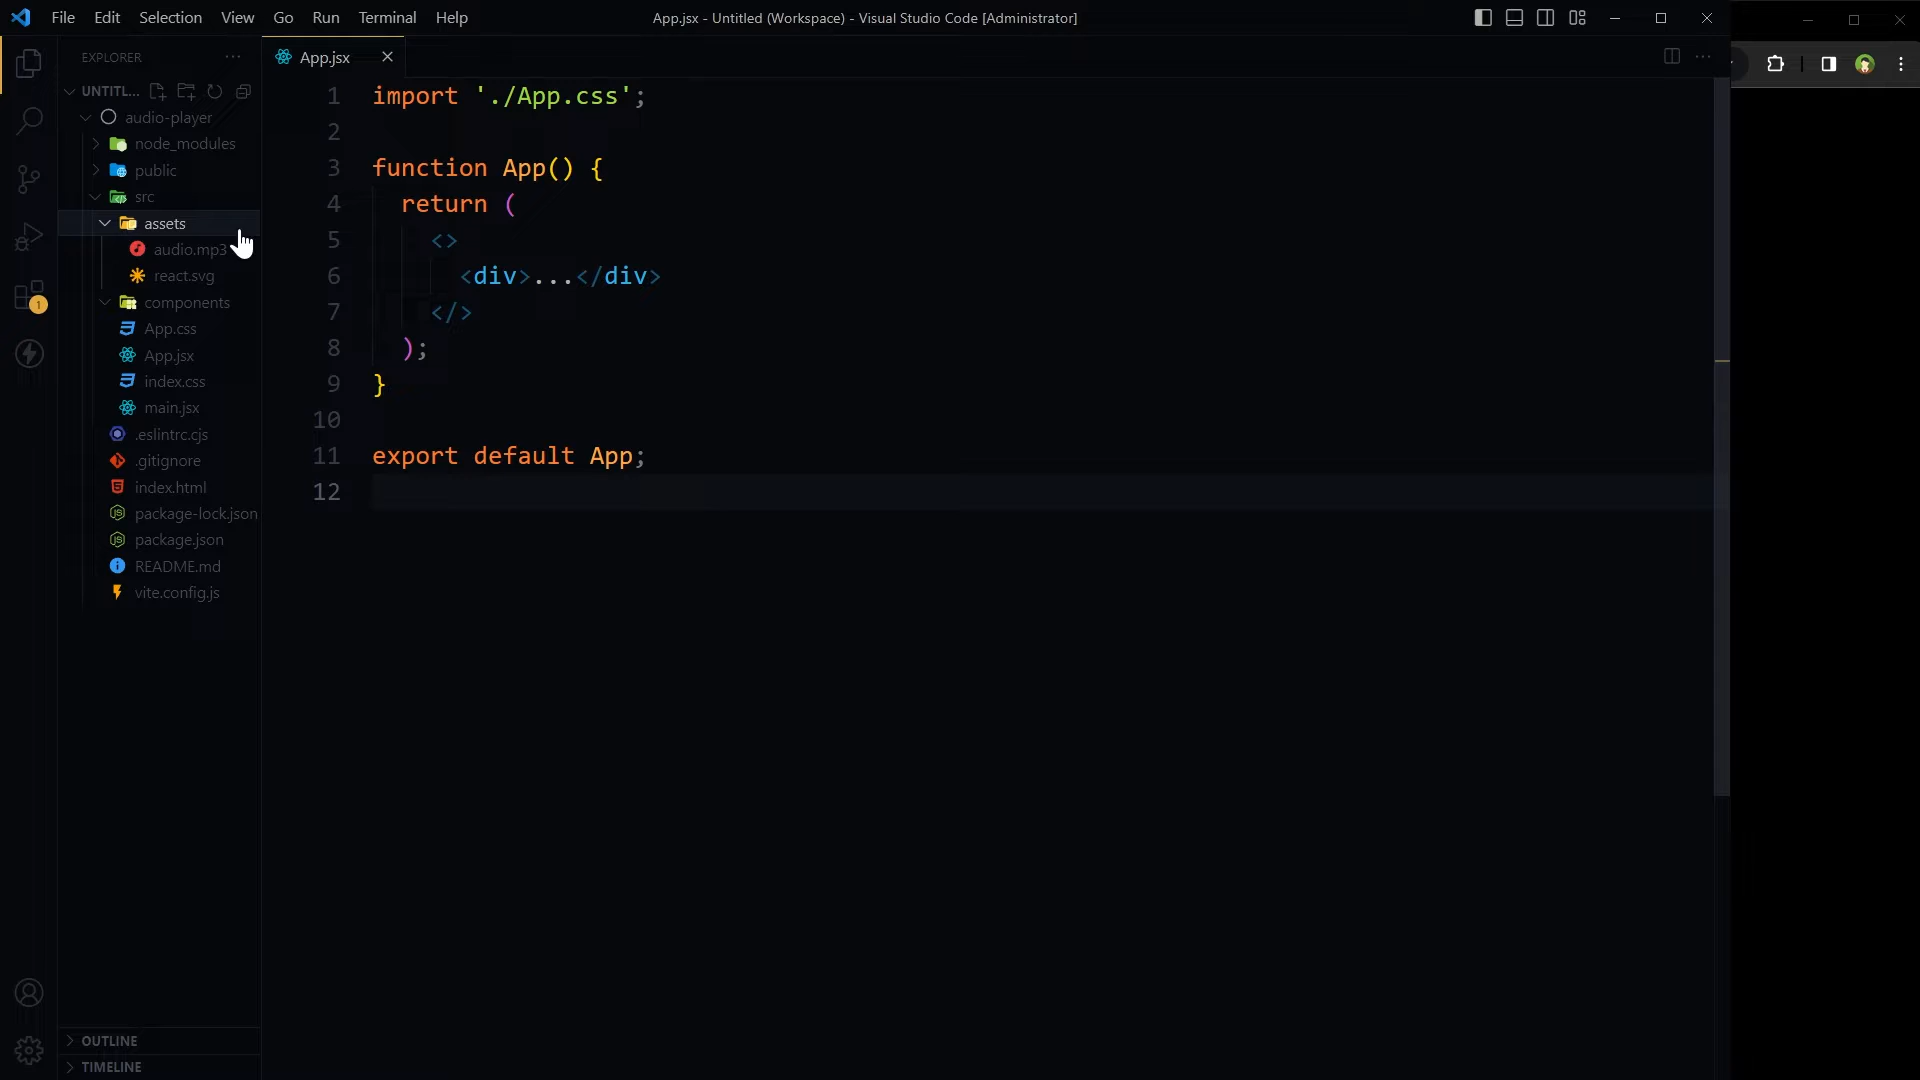 File Edit Selection View Go Run Terminal Help
App.jsx - Untitled (Workspace) - Visual Studio Code [Administrator]
EXPLORER
UNTITL...
audio-player
node_modules
public
src
assets
audio.mp3
react.svg
components
App.css
App.jsx
index.css
main.jsx
.eslintrc.cjs
.gitignore
index.html
package-lock.json
package.json
README.md
vite.config.js
OUTLINE
TIMELINE
1
App.jsx
1 import './App.css';
2
3 function App() {
4 return (
5 <>
6 <div>...</div>
7 </>
8 );
9 }
10
11 export default App;
12